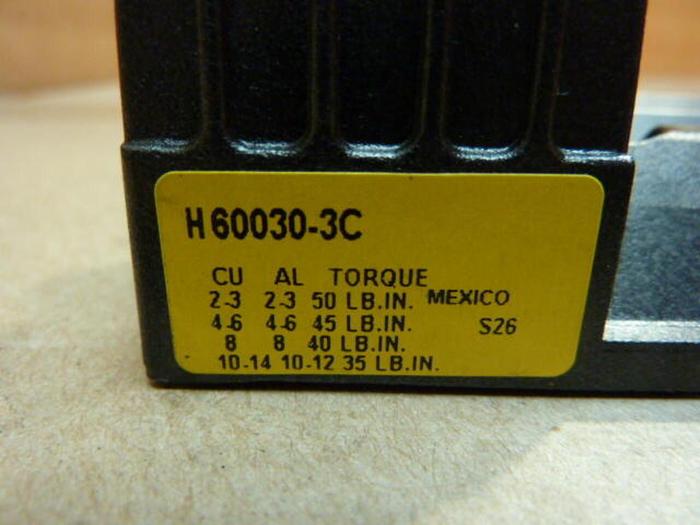 H60030-3C
CU AL TORQUE
2-3 2-3 50 LB.IN. MEXICO
4-6 4-6 45 LB.IN. S26
8 8 40 LB.IN.
10-14 10-12 35 LB.IN.